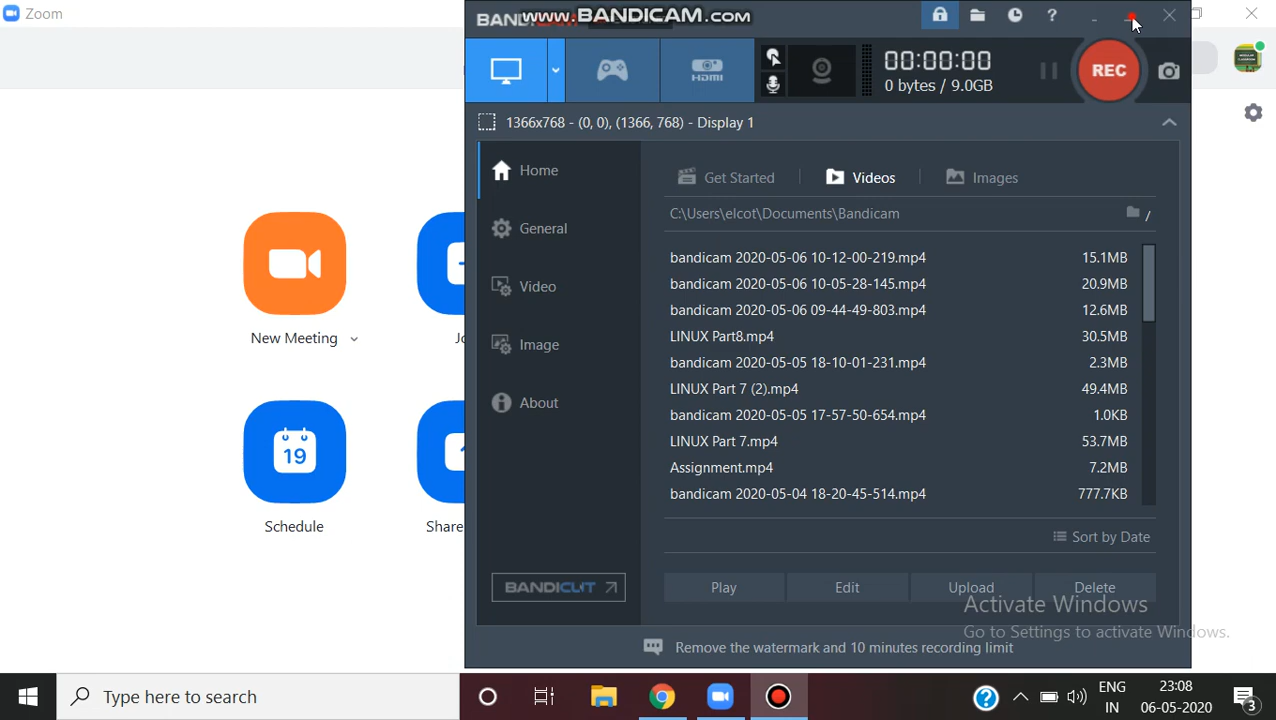 Zoom
www.BANDICAM.com
00:00:00
0 bytes / 9.0GB
REC
HDMI
1366x768 - (0, 0), (1366, 768) - Display 1
Home
General
Video
Image
About
BANDICUT
Get Started
Videos
Images
C:\Users\elcot\Documents\Bandicam
/
bandicam 2020-05-06 10-12-00-219.mp4 15.1MB
bandicam 2020-05-06 10-05-28-145.mp4 20.9MB
bandicam 2020-05-06 09-44-49-803.mp4 12.6MB
LINUX Part8.mp4 30.5MB
bandicam 2020-05-05 18-10-01-231.mp4 2.3MB
LINUX Part 7 (2).mp4 49.4MB
bandicam 2020-05-05 17-57-50-654.mp4 1.0KB
LINUX Part 7.mp4 53.7MB
Assignment.mp4 7.2MB
bandicam 2020-05-04 18-20-45-514.mp4 777.7KB
Sort by Date
Play Edit Upload Delete
Remove the watermark and 10 minutes recording limit
New Meeting
Jo
19
Schedule
Share
Activate Windows
Go to Settings to activate Windows.
Type here to search
ENG
IN
23:08
06-05-2020
3